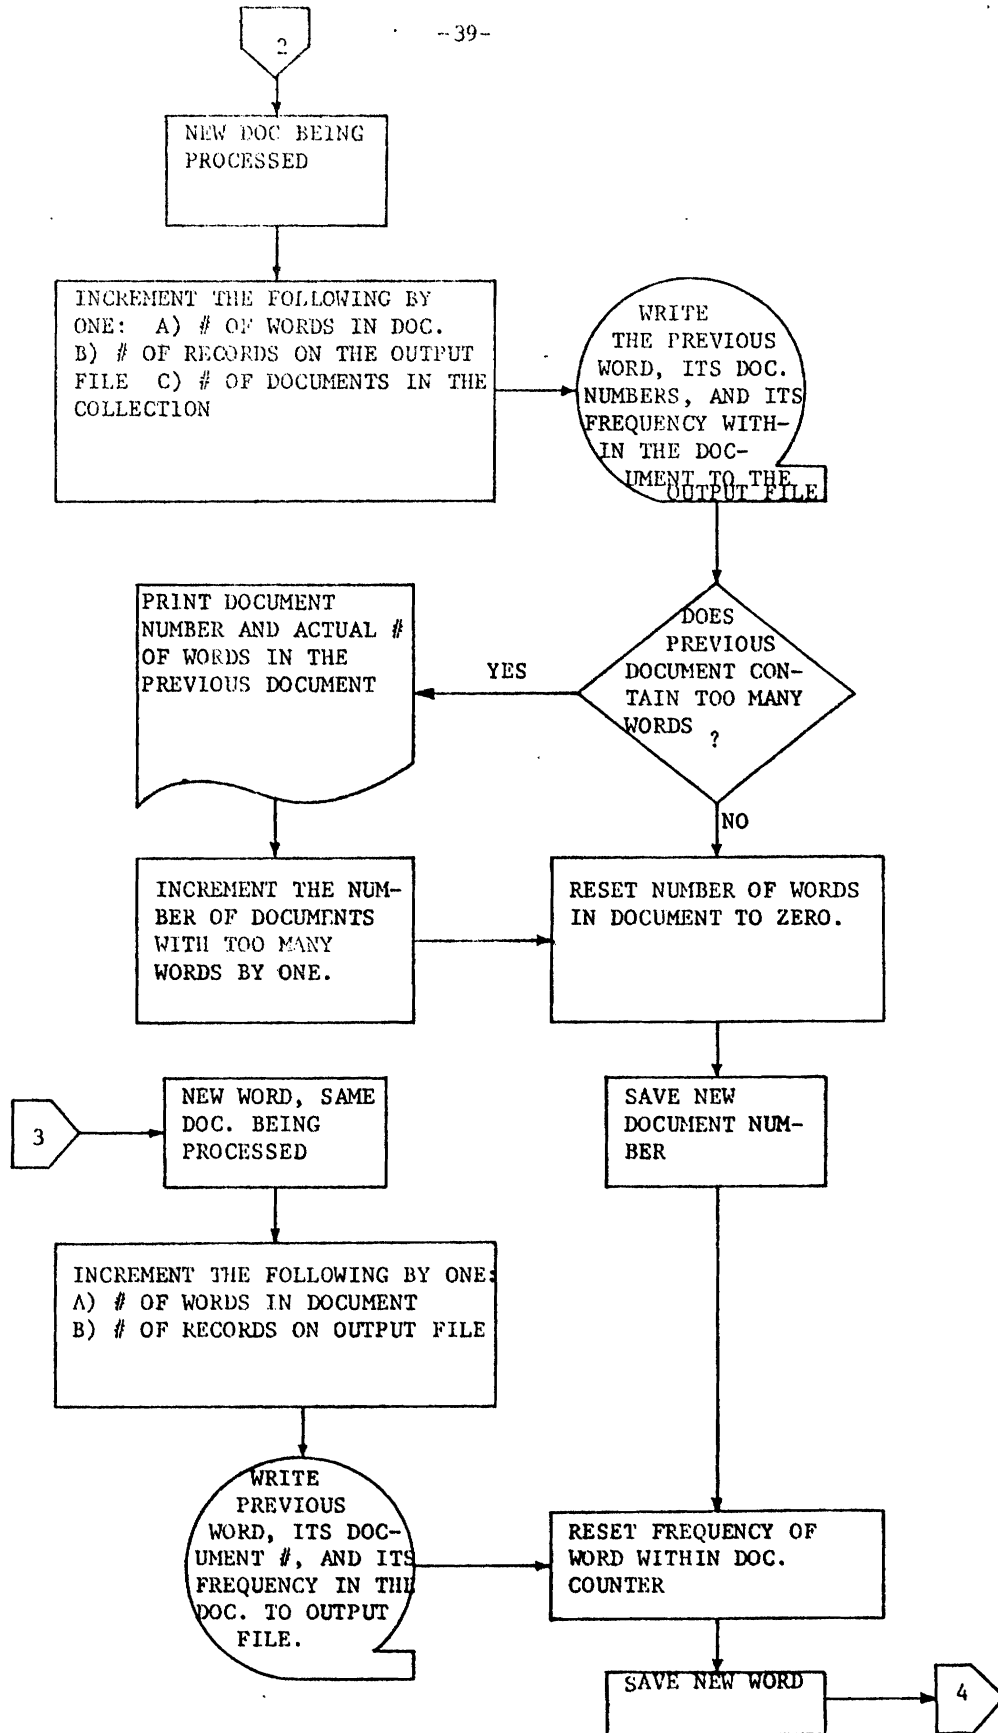 -39-
2
NEW DOC BEING
PROCESSED
INCREMENT THE FOLLOWING BY
ONE: A) # OF WORDS IN DOC.
B) # OF RECORDS ON THE OUTPUT
FILE C) # OF DOCUMENTS IN THE
COLLECTION
WRITE
THE PREVIOUS
WORD, ITS DOC.
NUMBERS, AND ITS
FREQUENCY WITH-
IN THE DOC-
UMENT TO THE
OUTPUT FILE
DOES
PREVIOUS
DOCUMENT CON-
TAIN TOO MANY
WORDS
?
YES
PRINT DOCUMENT
NUMBER AND ACTUAL #
OF WORDS IN THE
PREVIOUS DOCUMENT
NO
INCREMENT THE NUM-
BER OF DOCUMENTS
WITH TOO MANY
WORDS BY ONE.
RESET NUMBER OF WORDS
IN DOCUMENT TO ZERO.
SAVE NEW
DOCUMENT NUM-
BER
3
NEW WORD, SAME
DOC. BEING
PROCESSED
INCREMENT THE FOLLOWING BY ONE:
A) # OF WORDS IN DOCUMENT
B) # OF RECORDS ON OUTPUT FILE
WRITE
PREVIOUS
WORD, ITS DOC-
UMENT #, AND ITS
FREQUENCY IN THE
DOC. TO OUTPUT
FILE.
RESET FREQUENCY OF
WORD WITHIN DOC.
COUNTER
SAVE NEW WORD
4